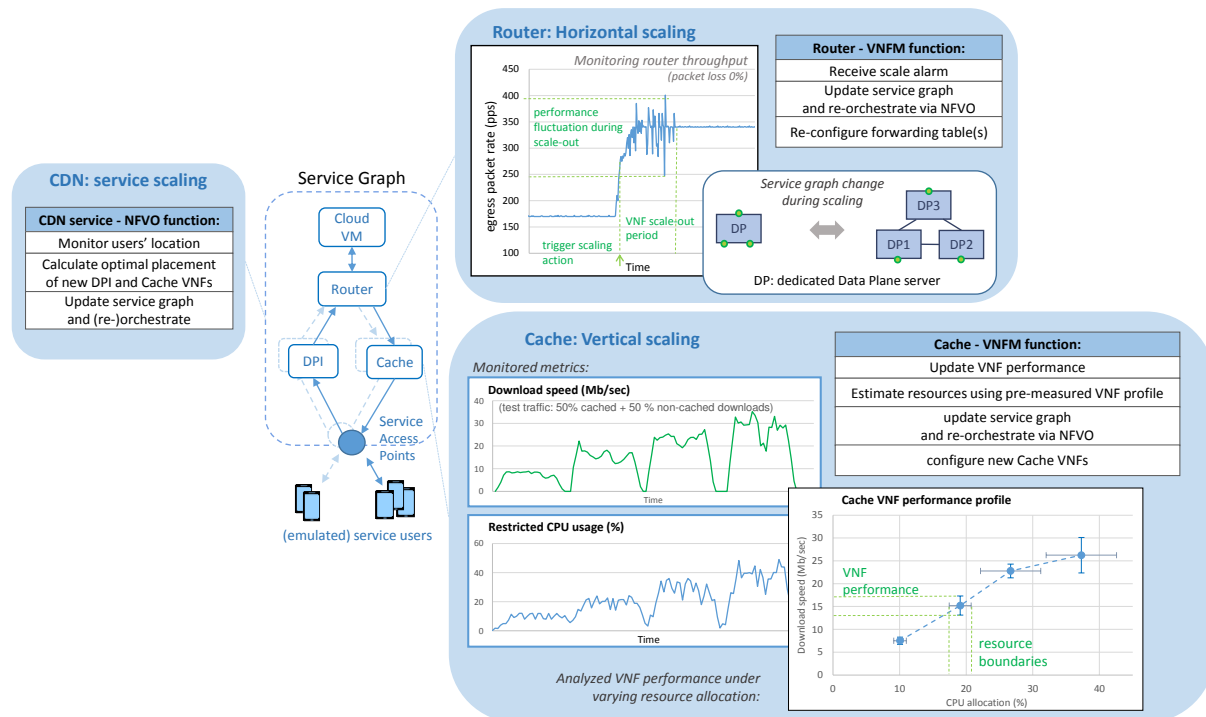 CDN: service scaling
CDN service - NFVO function:
Monitor users' location
Calculate optimal placement
of new DPI and Cache VNFs
Update service graph
and (re-)orchestrate
Service Graph
Cloud
VM
Router
DPI
Cache
Service
Access
Points
(emulated) service users
Router: Horizontal scaling
Monitoring router throughput
(packet loss 0%)
egress packet rate (pps)
450
400
350
300
250
200
150
100
performance
fluctuation during
scale-out
VNF scale-out
period
trigger scaling
action
Time
Router - VNFM function:
Receive scale alarm
Update service graph
and re-orchestrate via NFVO
Re-configure forwarding table(s)
Service graph change
during scaling
DP
DP3
DP1
DP2
DP: dedicated Data Plane server
Cache: Vertical scaling
Monitored metrics:
Download speed (Mb/sec)
(test traffic: 50% cached + 50 % non-cached downloads)
40
30
20
10
0
Time
Restricted CPU usage (%)
60
40
20
0
Time
Analyzed VNF performance under
varying resource allocation:
Cache - VNFM function:
Update VNF performance
Estimate resources using pre-measured VNF profile
update service graph
and re-orchestrate via NFVO
configure new Cache VNFs
Cache VNF performance profile
Download speed (Mb/sec)
35
30
25
20
15
10
5
0
VNF
performance
resource
boundaries
0
10
20
30
40
CPU allocation (%)